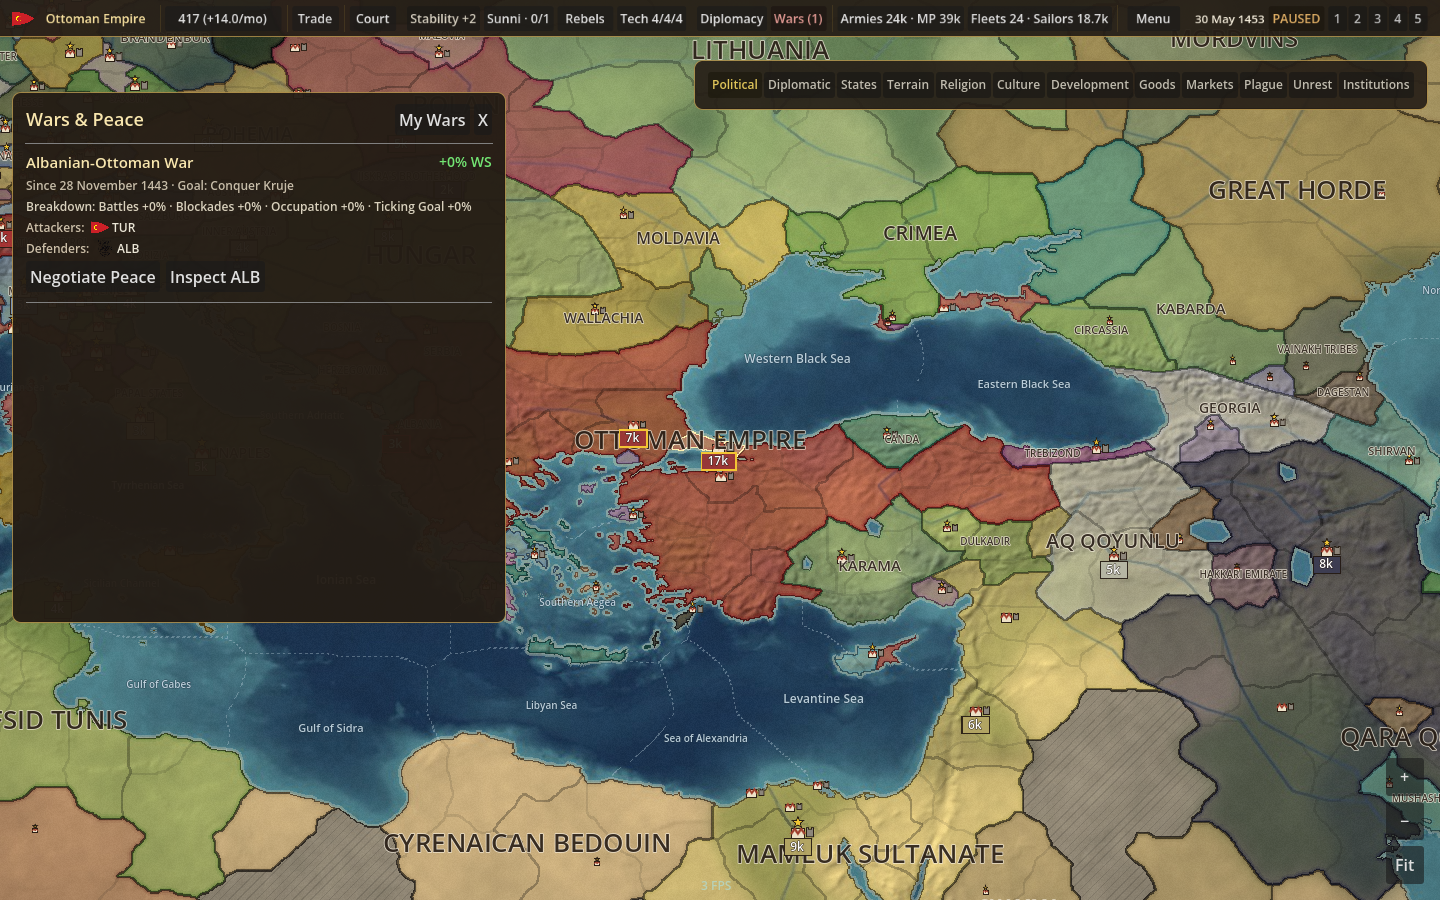 Ottoman Empire 417 (+14.0/mo) Trade Court Stability +2 Sunni · 0/1 Rebels Tech 4/4/4 Diplomacy Wars (1) Armies 24k · MP 39k Fleets 24 · Sailors 18.7k Menu 30 May 1453 PAUSED 1 2 3 4 5
LITHUANIA
MORDVINS
Political Diplomatic States Terrain Religion Culture Development Goods Markets Plague Unrest Institutions
Wars & Peace My Wars X
Albanian-Ottoman War +0% WS
Since 28 November 1443 · Goal: Conquer Kruje
Breakdown: Battles +0% · Blockades +0% · Occupation +0% · Ticking Goal +0%
Attackers: TUR
Defenders: ALB
Negotiate Peace Inspect ALB
GREAT HORDE
MOLDAVIA
CRIMEA
WALLACHIA
KABARDA
CIRCASSIA
VAINAKH TRIBES
Western Black Sea
Eastern Black Sea
DAGESTAN
GEORGIA
OTTOMAN EMPIRE
7k
17k
CANDA
TREBIZOND
SHIRVAN
DULKADIR
AQ QOYUNLU
KARAMA
5k
8k
HAKKARI EMIRATE
Southern Aegea
Gulf of Gabes
Gulf of Sidra
Libyan Sea
Levantine Sea
Sea of Alexandria
FSID TUNIS
6k
QARA Q
MUSHASH
CYRENAICAN BEDOUIN
9k
MAMLUK SULTANATE
3 FPS
+
−
Fit